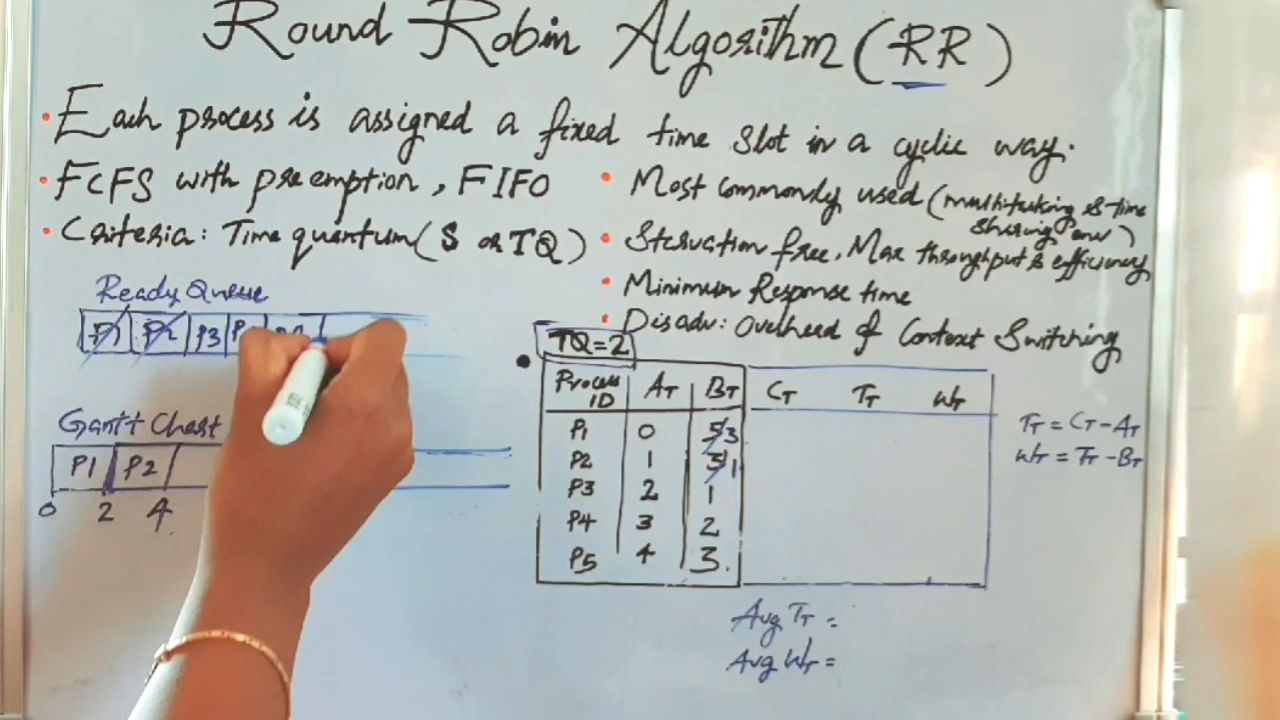 Round Robin Algorithm (RR)
• Each process is assigned a fixed time slot in a cyclic way.
• FCFS with preemption, FIFO
• Criteria: Time quantum (S or TQ)
• Most commonly used (multitasking & time
sharing env)
• Starvation free, Max throughput & efficiency
• Minimum Response time
• Disadv: Overhead of Context Switching
Ready Queue
P1 P2 P3
Gantt Chart
P1 P2
0 2 4
TQ=2
Process ID AT BT CT TT WT
P1 0 5/3
P2 1 3/1
P3 2 1
P4 3 2
P5 4 3.
TT = CT - AT
WT = TT - BT
Avg TT =
Avg WT =